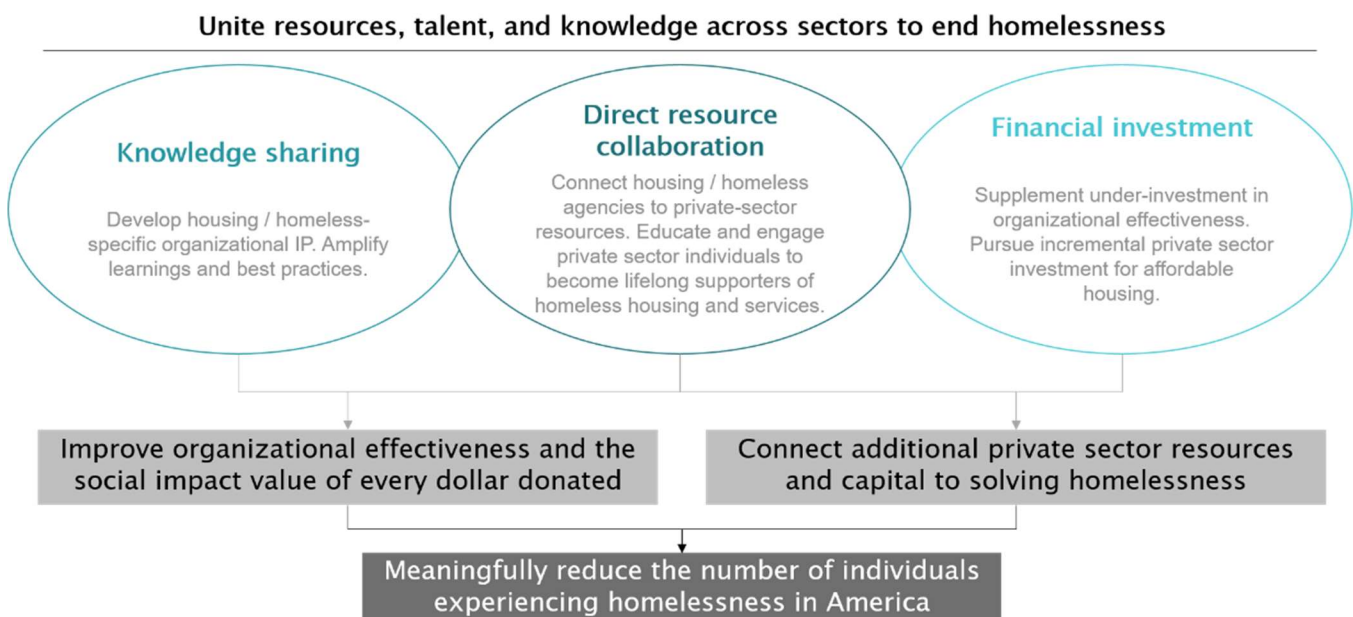 Unite resources, talent, and knowledge across sectors to end homelessness
Knowledge sharing
Develop housing / homeless-
specific organizational IP. Amplify
learnings and best practices.
Direct resource
collaboration
Connect housing / homeless
agencies to private-sector
resources. Educate and engage
private sector individuals to
become lifelong supporters of
homeless housing and services.
Financial investment
Supplement under-investment in
organizational effectiveness.
Pursue incremental private sector
investment for affordable
housing.
Improve organizational effectiveness and the
social impact value of every dollar donated
Connect additional private sector resources
and capital to solving homelessness
Meaningfully reduce the number of individuals
experiencing homelessness in America